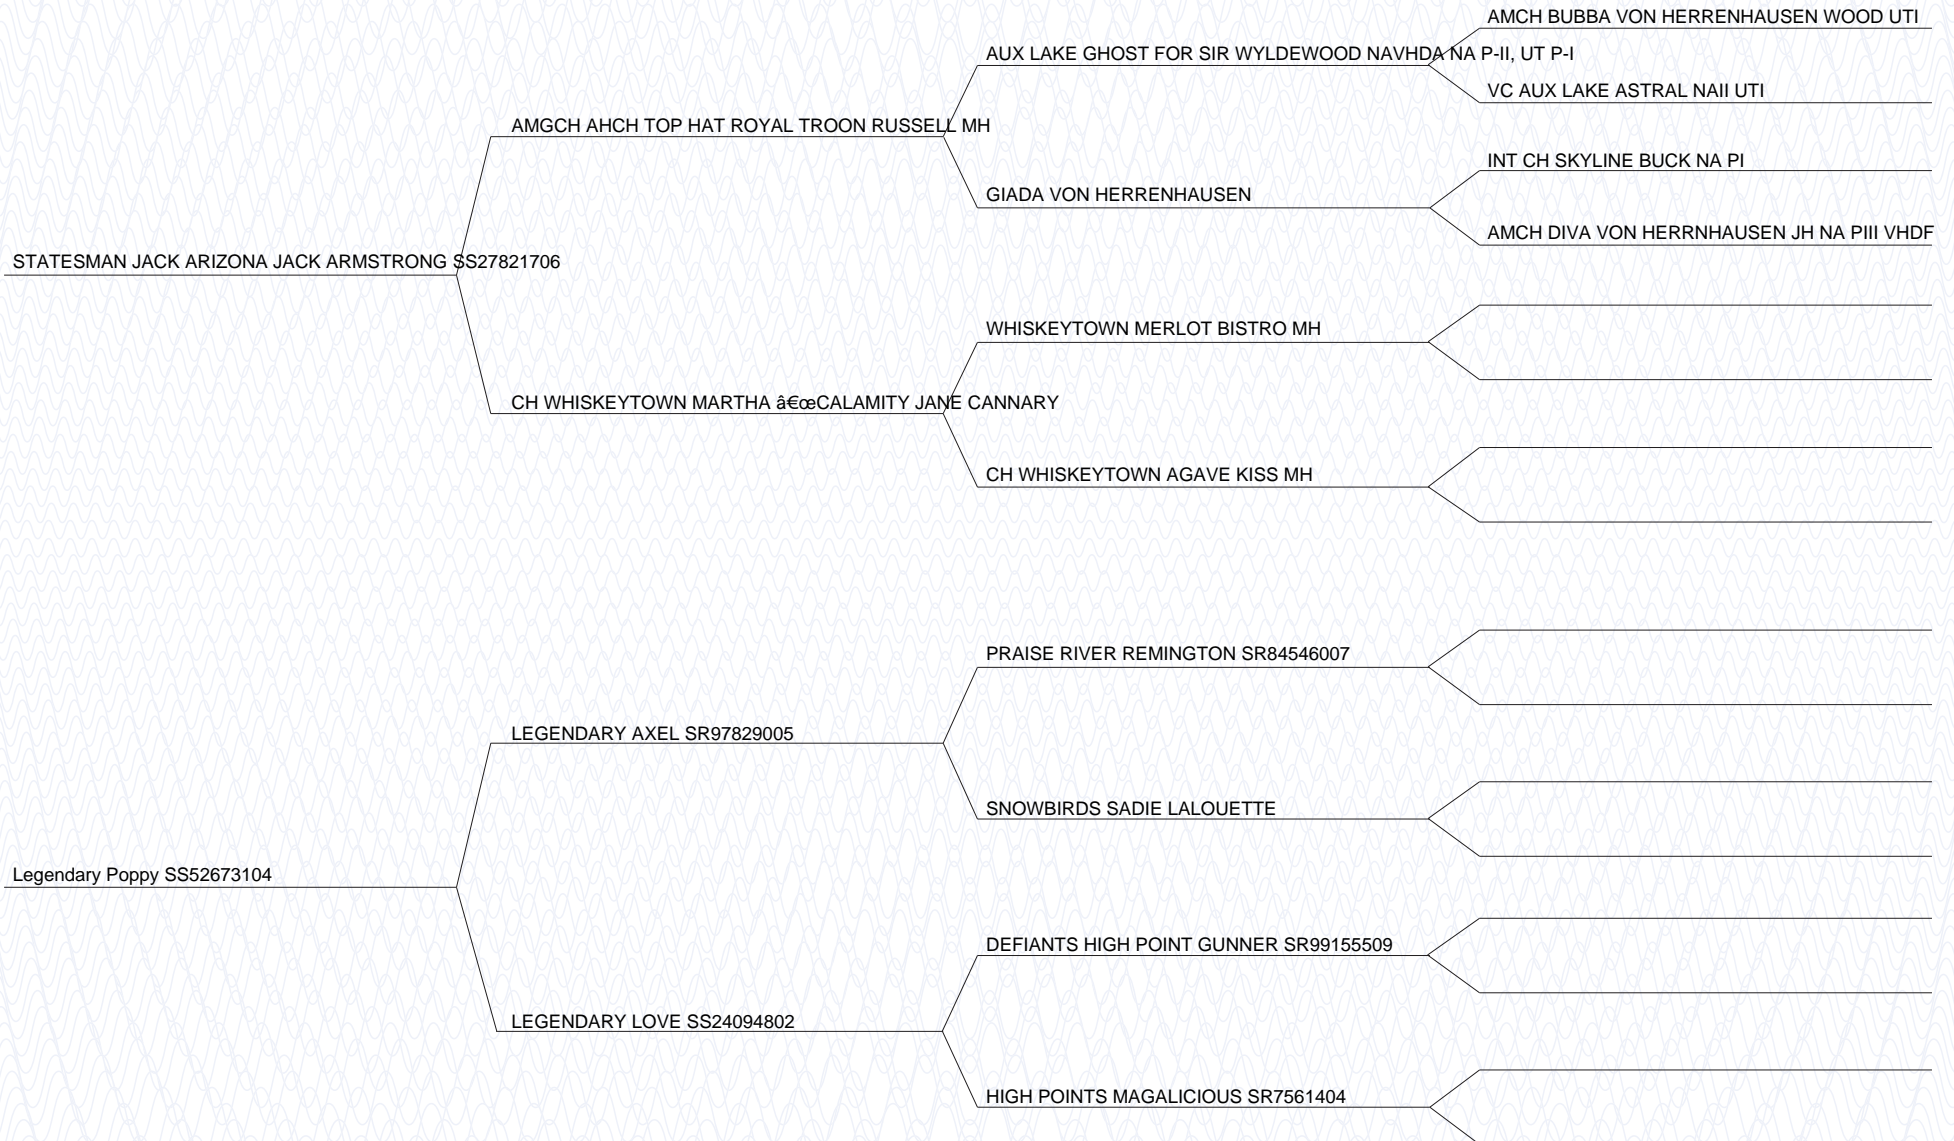 AMCH BUBBA VON HERRENHAUSEN WOOD UTI
AUX LAKE GHOST FOR SIR WYLDEWOOD NAVHDA NA P-II, UT P-I
VC AUX LAKE ASTRAL NAII UTI
AMGCH AHCH TOP HAT ROYAL TROON RUSSELL MH
INT CH SKYLINE BUCK NA PI
GIADA VON HERRENHAUSEN
AMCH DIVA VON HERRNHAUSEN JH NA PIII VHDF
STATESMAN JACK ARIZONA JACK ARMSTRONG SS27821706
WHISKEYTOWN MERLOT BISTRO MH
CH WHISKEYTOWN MARTHA â€œCALAMITY JANE CANNARY
CH WHISKEYTOWN AGAVE KISS MH
PRAISE RIVER REMINGTON SR84546007
LEGENDARY AXEL SR97829005
SNOWBIRDS SADIE LALOUETTE
Legendary Poppy SS52673104
DEFIANTS HIGH POINT GUNNER SR99155509
LEGENDARY LOVE SS24094802
HIGH POINTS MAGALICIOUS SR7561404